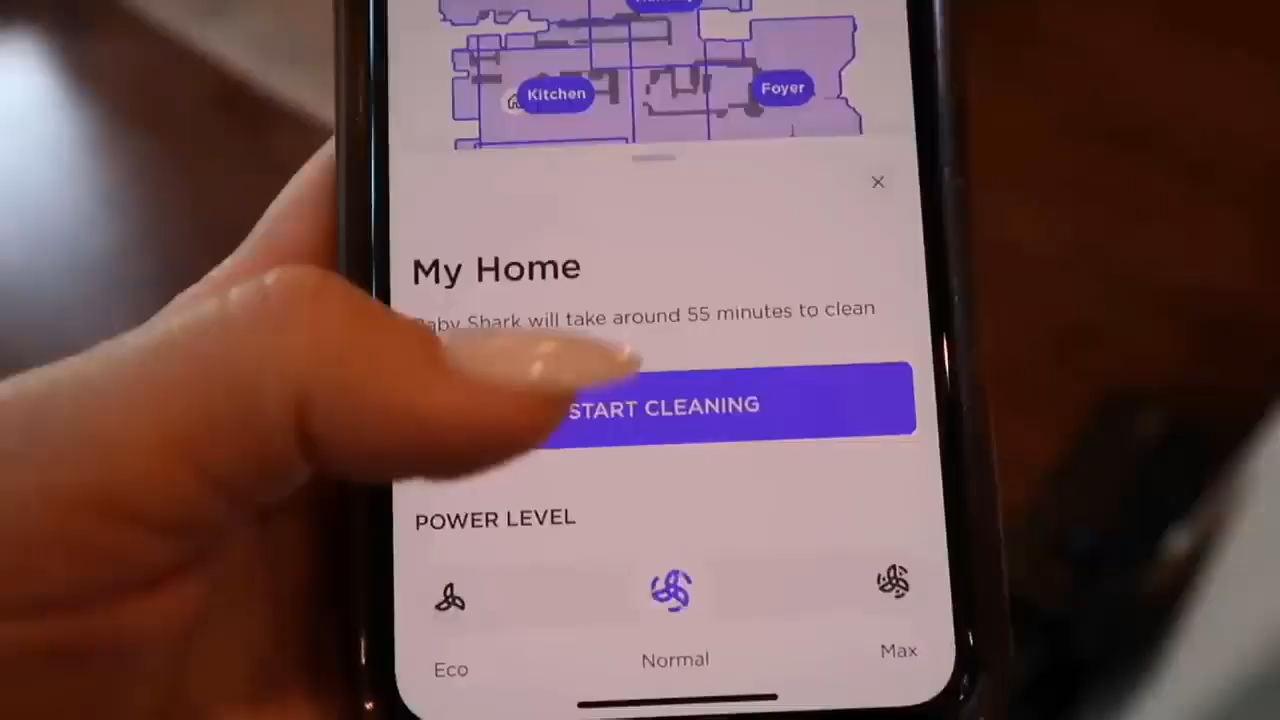 Kitchen
Foyer
My Home
Baby Shark will take around 55 minutes to clean
START CLEANING
POWER LEVEL
Eco
Normal
Max